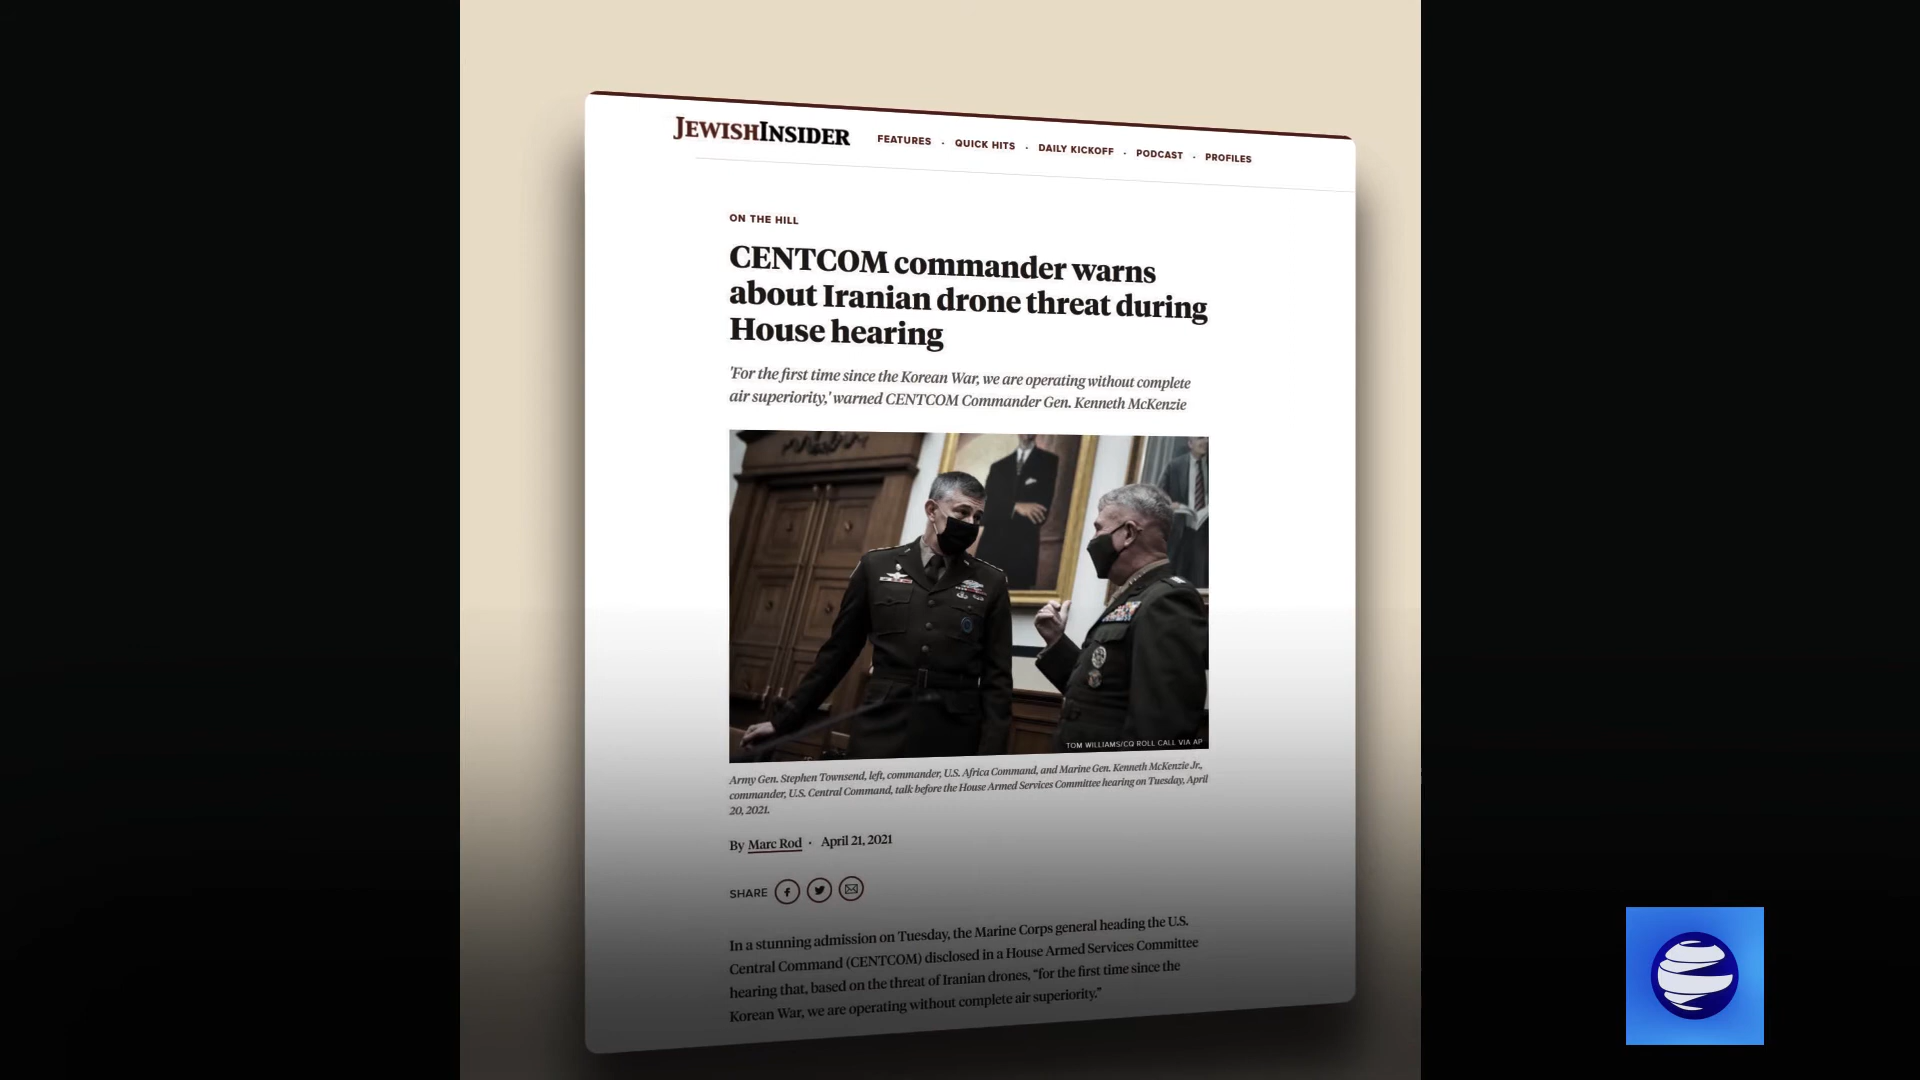 JEWISHINSIDER
FEATURES · QUICK HITS · DAILY KICKOFF · PODCAST · PROFILES
ON THE HILL
CENTCOM commander warns
about Iranian drone threat during
House hearing
'For the first time since the Korean War, we are operating without complete
air superiority,' warned CENTCOM Commander Gen. Kenneth McKenzie
TOM WILLIAMS/CQ ROLL CALL VIA AP
Army Gen. Stephen Townsend, left, commander, U.S. Africa Command, and Marine Gen. Kenneth McKenzie Jr.,
commander, U.S. Central Command, talk before the House Armed Services Committee hearing on Tuesday, April
20, 2021.
By Marc Rod · April 21, 2021
SHARE
In a stunning admission on Tuesday, the Marine Corps general heading the U.S.
Central Command (CENTCOM) disclosed in a House Armed Services Committee
hearing that, based on the threat of Iranian drones, “for the first time since the
Korean War, we are operating without complete air superiority.”